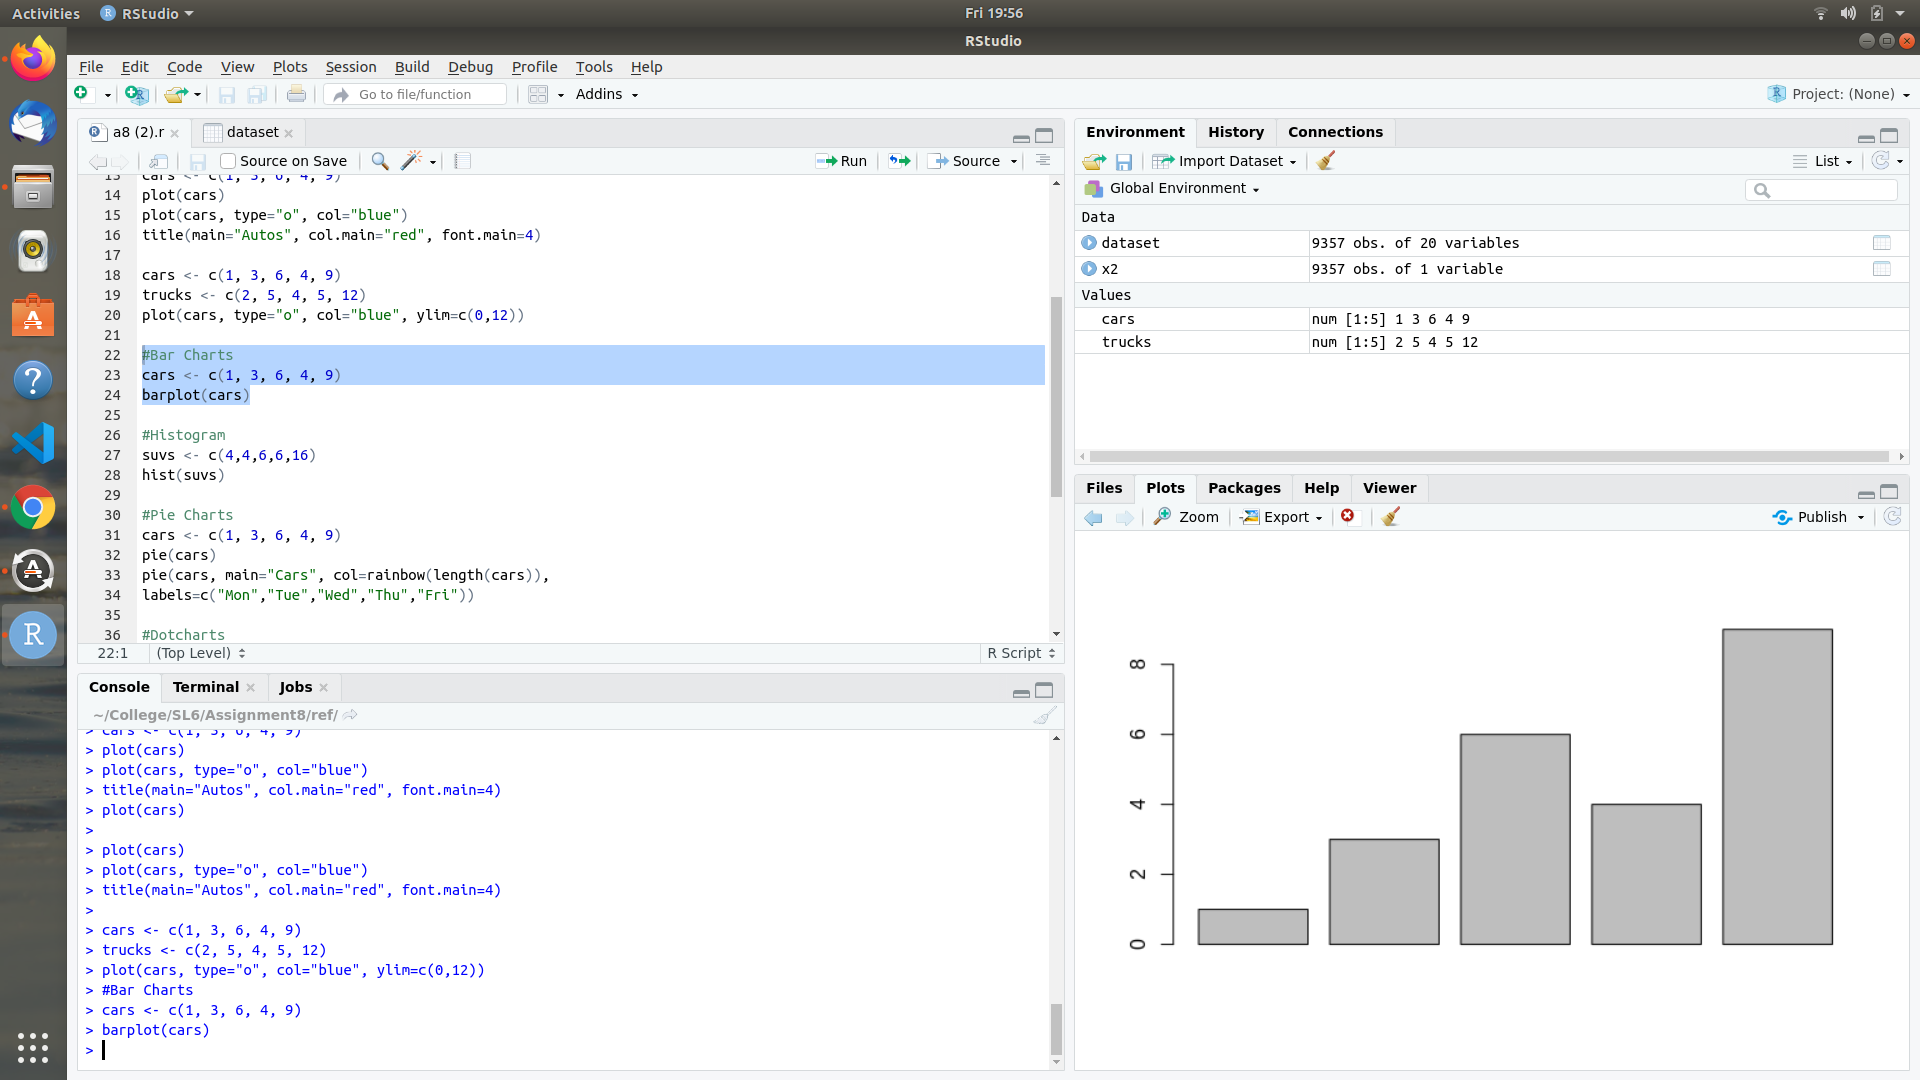 Activities
RStudio
Fri 19:56
RStudio
File Edit Code View Plots Session Build Debug Profile Tools Help
Go to file/function
Addins
Project: (None)
a8 (2).r
dataset
Source on Save
Run
Source
13 cars <- c(1, 3, 6, 4, 9)
14 plot(cars)
15 plot(cars, type="o", col="blue")
16 title(main="Autos", col.main="red", font.main=4)
17
18 cars <- c(1, 3, 6, 4, 9)
19 trucks <- c(2, 5, 4, 5, 12)
20 plot(cars, type="o", col="blue", ylim=c(0,12))
21
22 #Bar Charts
23 cars <- c(1, 3, 6, 4, 9)
24 barplot(cars)
25
26 #Histogram
27 suvs <- c(4,4,6,6,16)
28 hist(suvs)
29
30 #Pie Charts
31 cars <- c(1, 3, 6, 4, 9)
32 pie(cars)
33 pie(cars, main="Cars", col=rainbow(length(cars)),
34 labels=c("Mon","Tue","Wed","Thu","Fri"))
35
36 #Dotcharts
22:1
(Top Level)
R Script
Console Terminal Jobs
~/College/SL6/Assignment8/ref/
> cars <- c(1, 3, 6, 4, 9)
> plot(cars)
> plot(cars, type="o", col="blue")
> title(main="Autos", col.main="red", font.main=4)
> plot(cars)
>
> plot(cars)
> plot(cars, type="o", col="blue")
> title(main="Autos", col.main="red", font.main=4)
>
> cars <- c(1, 3, 6, 4, 9)
> trucks <- c(2, 5, 4, 5, 12)
> plot(cars, type="o", col="blue", ylim=c(0,12))
> #Bar Charts
> cars <- c(1, 3, 6, 4, 9)
> barplot(cars)
>
Environment History Connections
Import Dataset
List
Global Environment
Data
dataset 9357 obs. of 20 variables
x2 9357 obs. of 1 variable
Values
cars num [1:5] 1 3 6 4 9
trucks num [1:5] 2 5 4 5 12
Files Plots Packages Help Viewer
Zoom
Export
Publish
8
6
4
2
0